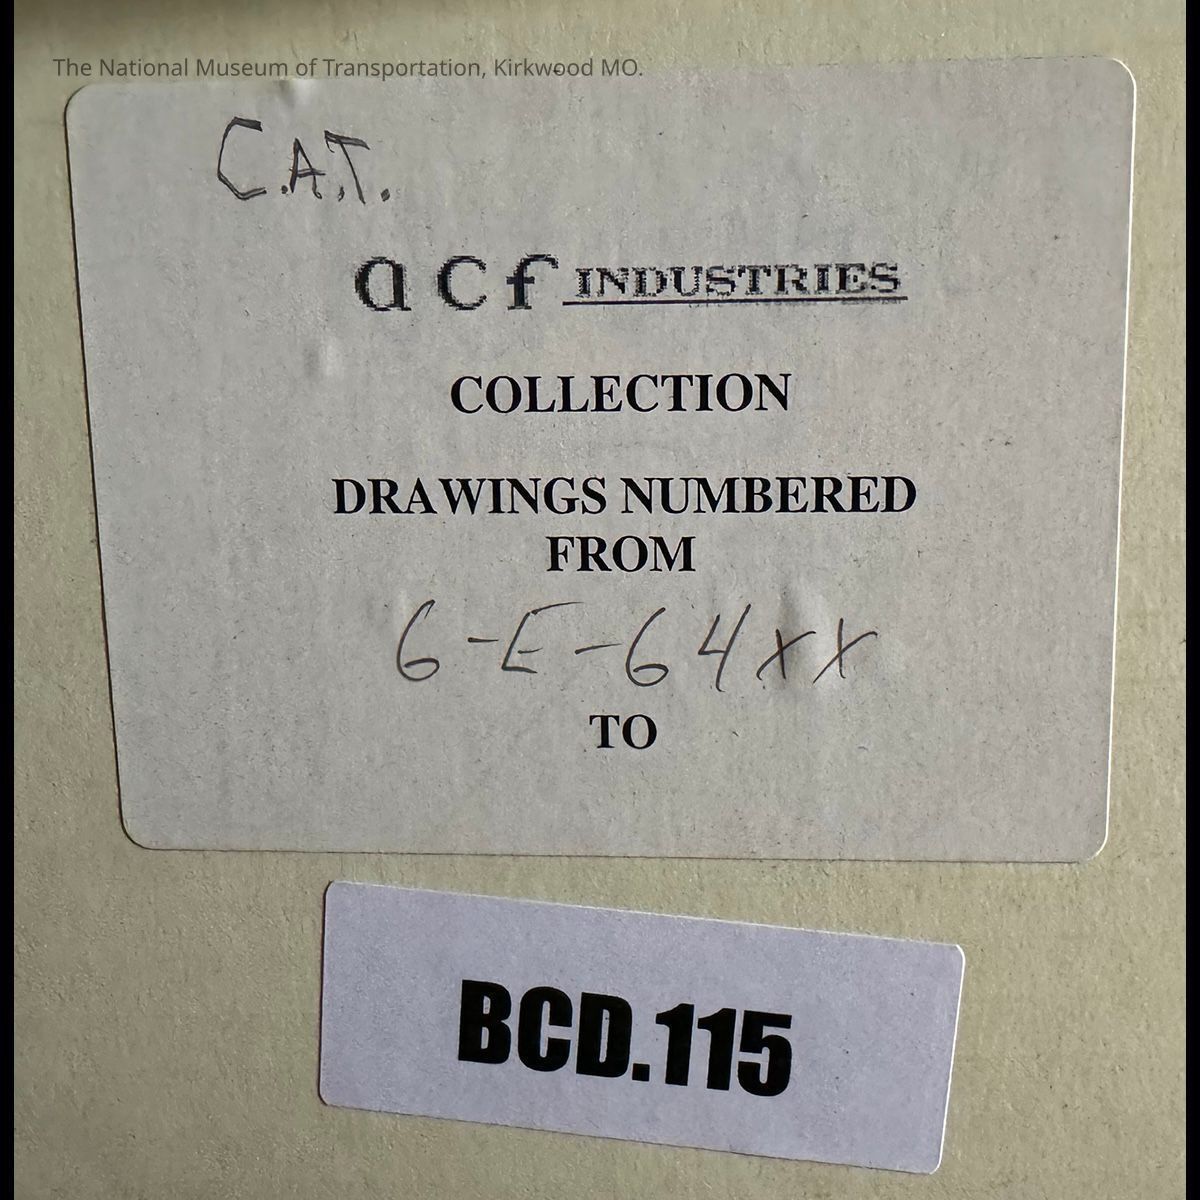 The National Museum of Transportation, Kirkwood MO.
C.A.T.
acf INDUSTRIES
COLLECTION
DRAWINGS NUMBERED
FROM
6-E-64xx
TO
BCD.115